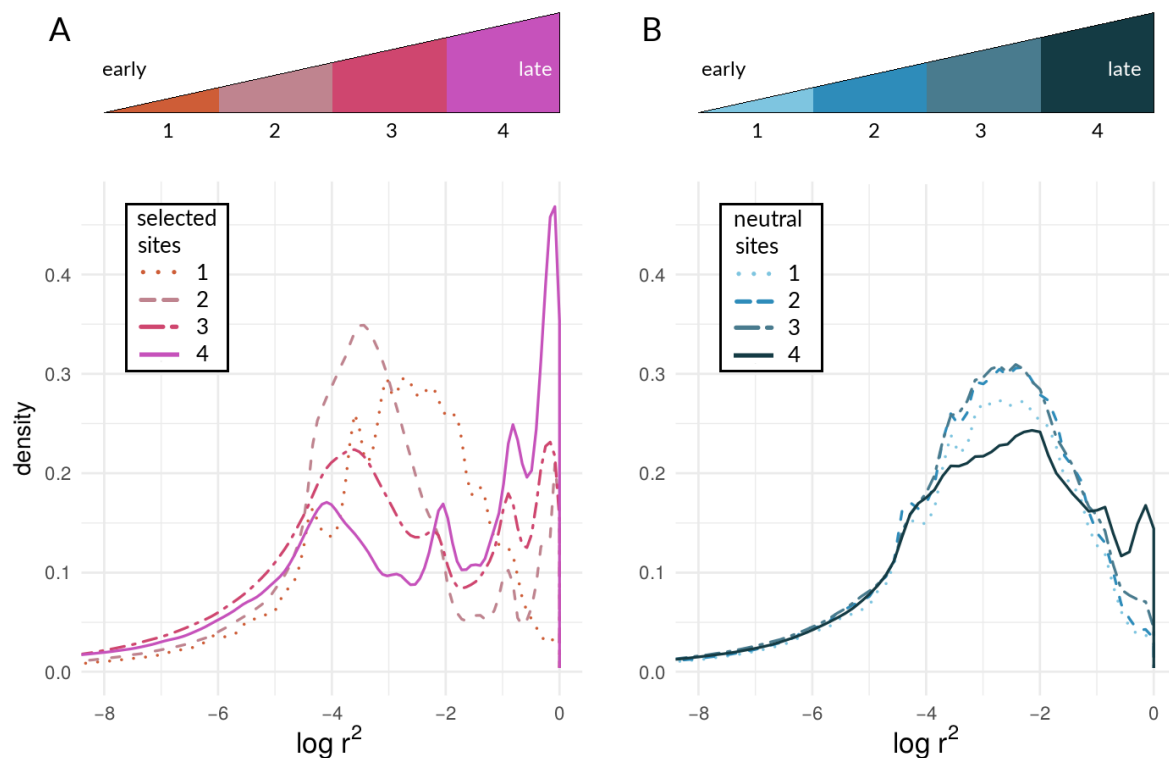 A
early
late
1 2 3 4
selected
sites
1
2
3
4
density
0.4
0.3
0.2
0.1
0.0
−8 −6 −4 −2 0
log r²
B
early
late
1 2 3 4
neutral
sites
1
2
3
4
0.4
0.3
0.2
0.1
0.0
−8 −6 −4 −2 0
log r²